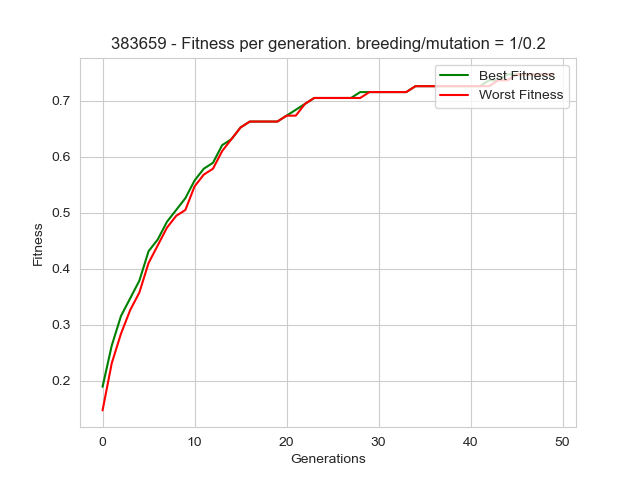 383659 - Fitness per generation. breeding/mutation = 1/0.2
Best Fitness
Worst Fitness
0.7
0.6
0.5
0.4
0.3
0.2
Fitness
0 10 20 30 40 50
Generations